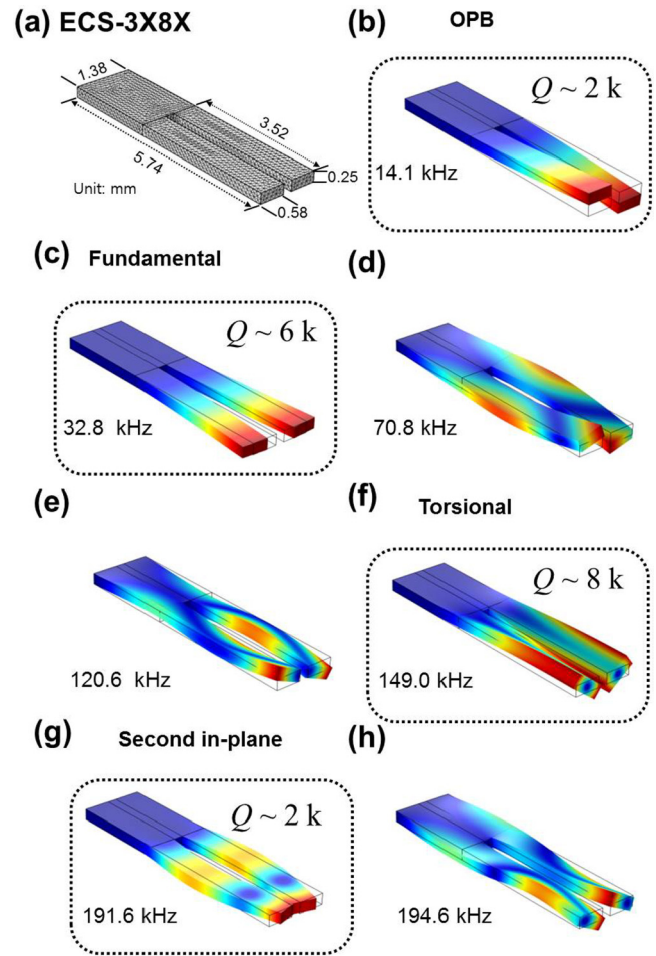 (a) ECS-3X8X
1.38
3.52
5.74
0.25
0.58
Unit: mm
(b) OPB
Q ~ 2 k
14.1 kHz
(c) Fundamental
Q ~ 6 k
32.8 kHz
(d)
70.8 kHz
(e)
120.6 kHz
(f) Torsional
Q ~ 8 k
149.0 kHz
(g) Second in-plane
Q ~ 2 k
191.6 kHz
(h)
194.6 kHz